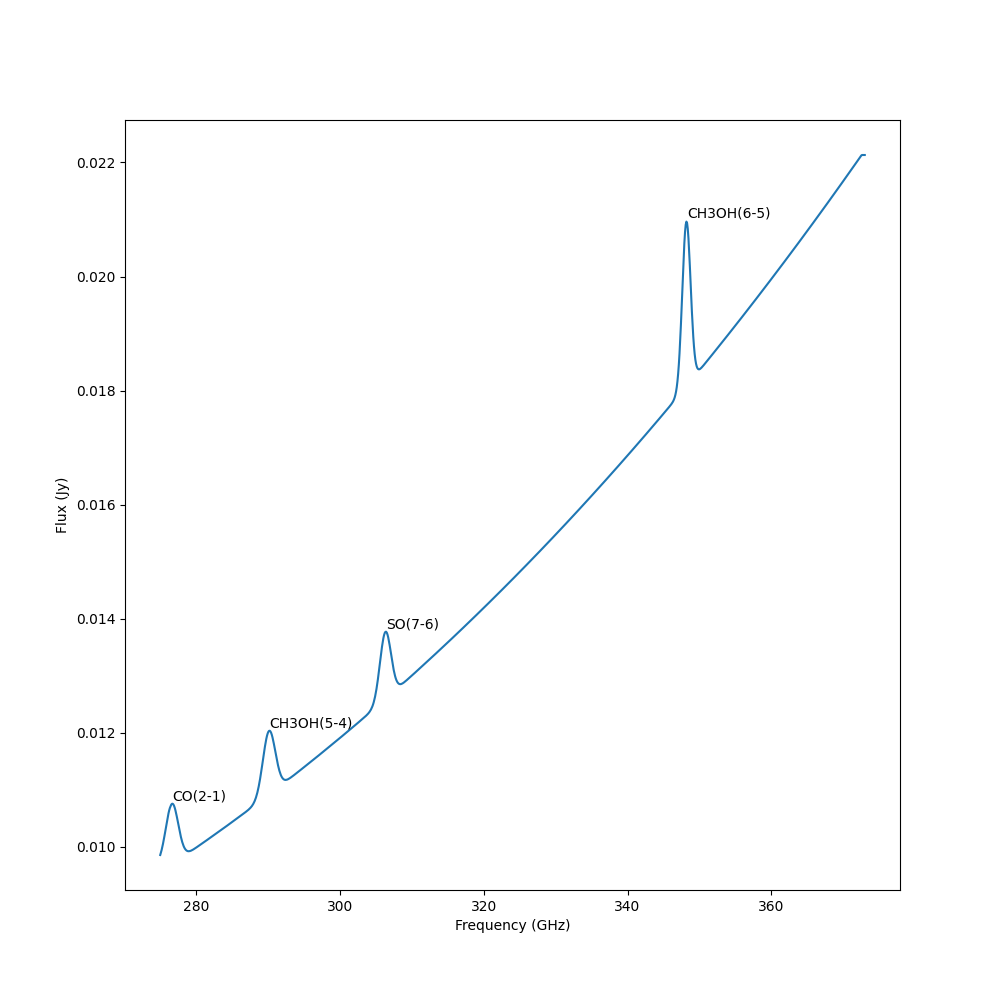 0.022
CH3OH(6-5)
0.020
0.018
0.016
Flux (Jy)
0.014
SO(7-6)
0.012
CH3OH(5-4)
CO(2-1)
0.010
280 300 320 340 360
Frequency (GHz)